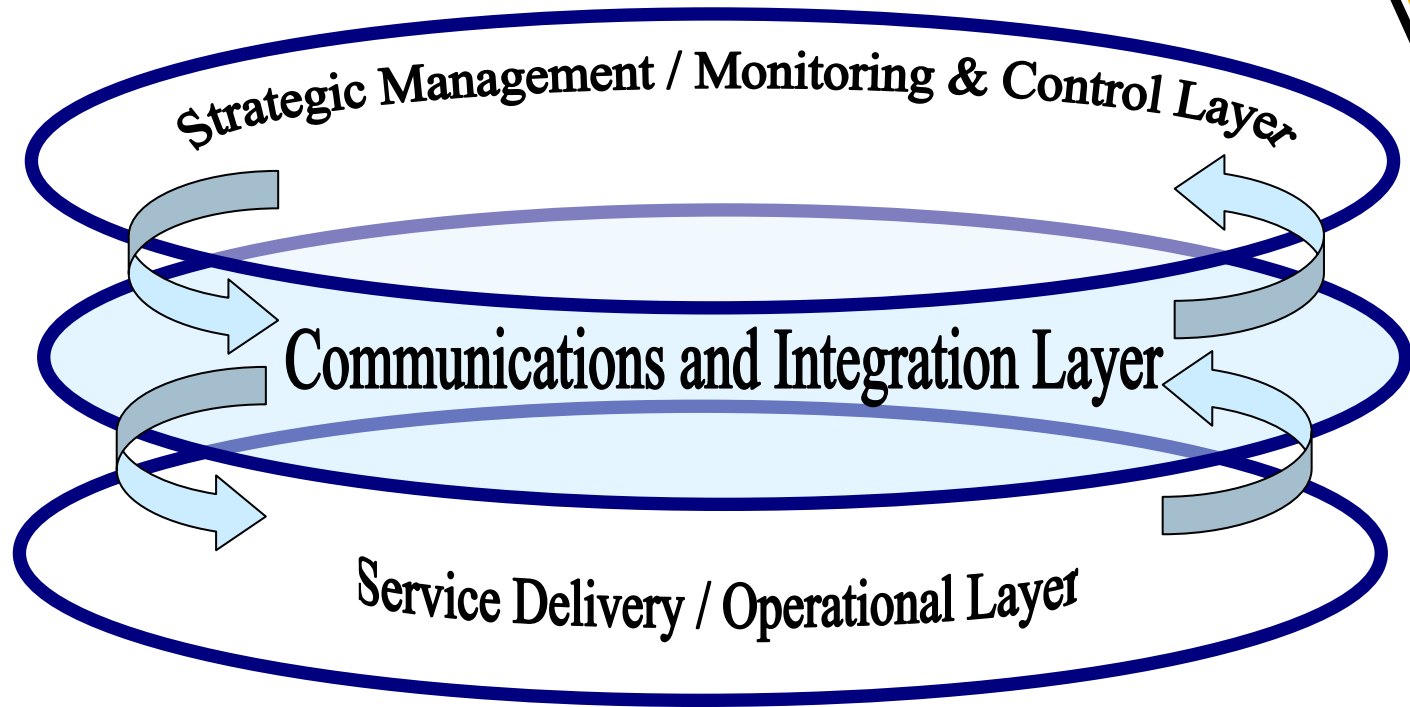 Strategic Management / Monitoring & Control Layer
Communications and Integration Layer
Service Delivery / Operational Layer